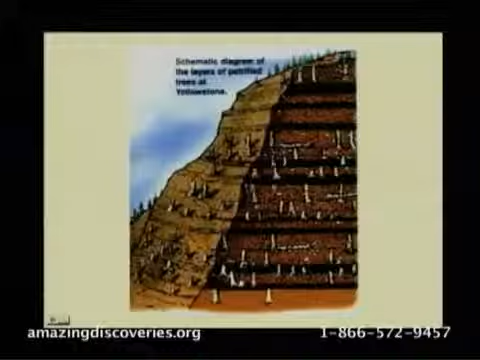 Schematic diagram of
the layers of petrified
trees at
Yellowstone.
amazingdiscoveries.org
1-866-572-9457